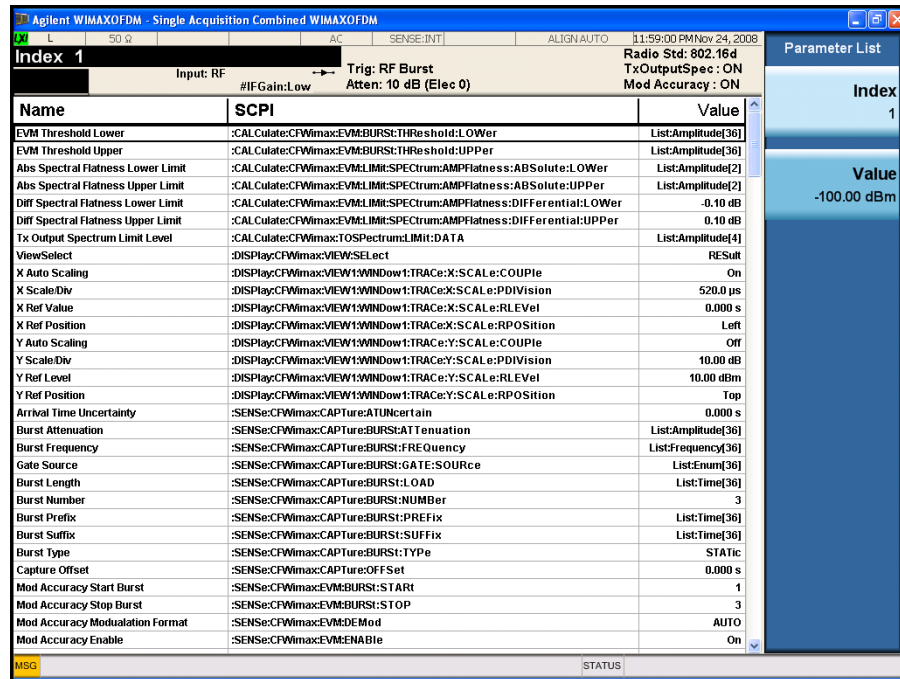 Agilent WIMAXOFDM - Single Acquisition Combined WIMAXOFDM
LXI L 50 Ω AC SENSE:INT ALIGN AUTO 11:59:00 PM Nov 24, 2008
Index 1
Input: RF
#IFGain:Low
Trig: RF Burst
Atten: 10 dB (Elec 0)
Radio Std: 802.16d
TxOutputSpec : ON
Mod Accuracy : ON
Name SCPI Value
EVM Threshold Lower :CALCulate:CFWimax:EVM:BURSt:THReshold:LOWer List:Amplitude[36]
EVM Threshold Upper :CALCulate:CFWimax:EVM:BURSt:THReshold:UPPer List:Amplitude[36]
Abs Spectral Flatness Lower Limit :CALCulate:CFWimax:EVM:LIMit:SPECtrum:AMPFlatness:ABSolute:LOWer List:Amplitude[2]
Abs Spectral Flatness Upper Limit :CALCulate:CFWimax:EVM:LIMit:SPECtrum:AMPFlatness:ABSolute:UPPer List:Amplitude[2]
Diff Spectral Flatness Lower Limit :CALCulate:CFWimax:EVM:LIMit:SPECtrum:AMPFlatness:DIFFerential:LOWer -0.10 dB
Diff Spectral Flatness Upper Limit :CALCulate:CFWimax:EVM:LIMit:SPECtrum:AMPFlatness:DIFFerential:UPPer 0.10 dB
Tx Output Spectrum Limit Level :CALCulate:CFWimax:TOSPectrum:LIMit:DATA List:Amplitude[4]
ViewSelect :DISPlay:CFWimax:VIEW:SELect RESult
X Auto Scaling :DISPlay:CFWimax:VIEW1:WINDow1:TRACe:X:SCALe:COUPle On
X Scale/Div :DISPlay:CFWimax:VIEW1:WINDow1:TRACe:X:SCALe:PDIVision 520.0 µs
X Ref Value :DISPlay:CFWimax:VIEW1:WINDow1:TRACe:X:SCALe:RLEVel 0.000 s
X Ref Position :DISPlay:CFWimax:VIEW1:WINDow1:TRACe:X:SCALe:RPOSition Left
Y Auto Scaling :DISPlay:CFWimax:VIEW1:WINDow1:TRACe:Y:SCALe:COUPle Off
Y Scale/Div :DISPlay:CFWimax:VIEW1:WINDow1:TRACe:Y:SCALe:PDIVision 10.00 dB
Y Ref Level :DISPlay:CFWimax:VIEW1:WINDow1:TRACe:Y:SCALe:RLEVel 10.00 dBm
Y Ref Position :DISPlay:CFWimax:VIEW1:WINDow1:TRACe:Y:SCALe:RPOSition Top
Arrival Time Uncertainty :SENSe:CFWimax:CAPTure:ATUNcertain 0.000 s
Burst Attenuation :SENSe:CFWimax:CAPTure:BURSt:ATTenuation List:Amplitude[36]
Burst Frequency :SENSe:CFWimax:CAPTure:BURSt:FREQuency List:Frequency[36]
Gate Source :SENSe:CFWimax:CAPTure:BURSt:GATE:SOURce List:Enum[36]
Burst Length :SENSe:CFWimax:CAPTure:BURSt:LOAD List:Time[36]
Burst Number :SENSe:CFWimax:CAPTure:BURSt:NUMBer 3
Burst Prefix :SENSe:CFWimax:CAPTure:BURSt:PREFix List:Time[36]
Burst Suffix :SENSe:CFWimax:CAPTure:BURSt:SUFFix List:Time[36]
Burst Type :SENSe:CFWimax:CAPTure:BURSt:TYPe STATic
Capture Offset :SENSe:CFWimax:CAPTure:OFFSet 0.000 s
Mod Accuracy Start Burst :SENSe:CFWimax:EVM:BURSt:STARt 1
Mod Accuracy Stop Burst :SENSe:CFWimax:EVM:BURSt:STOP 3
Mod Accuracy Modualation Format :SENSe:CFWimax:EVM:DEMod AUTO
Mod Accuracy Enable :SENSe:CFWimax:EVM:ENABle On
Parameter List
Index
1
Value
-100.00 dBm
MSG STATUS